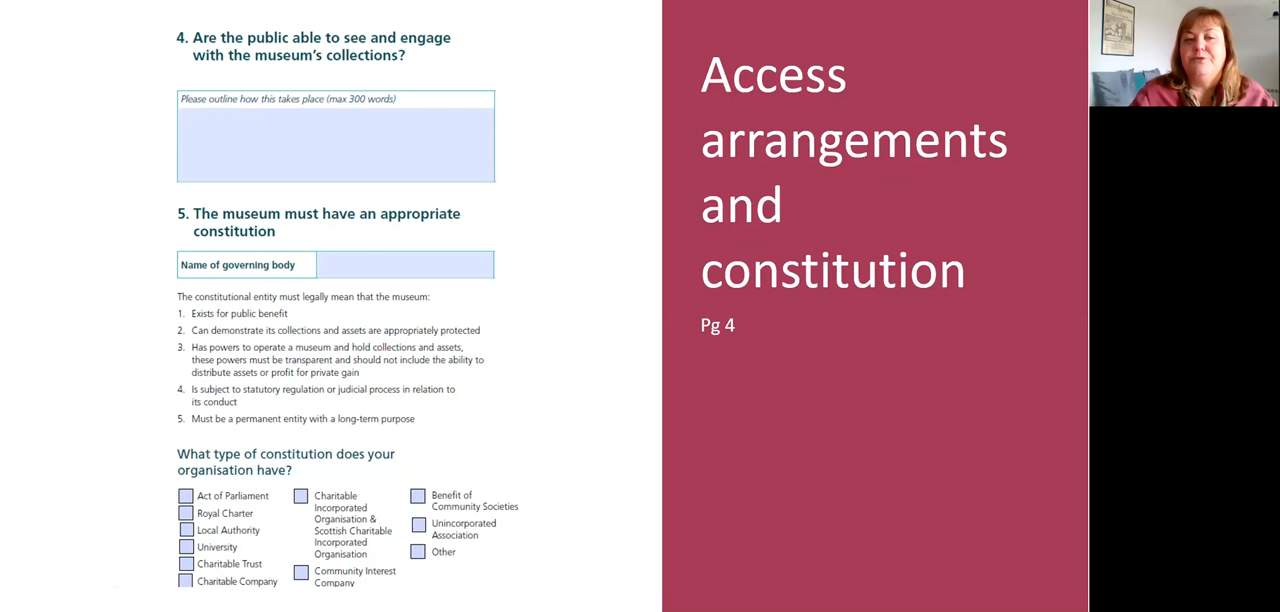 4. Are the public able to see and engage
with the museum's collections?
Please outline how this takes place (max 300 words)
5. The museum must have an appropriate
constitution
Name of governing body
The constitutional entity must legally mean that the museum:
1. Exists for public benefit
2. Can demonstrate its collections and assets are appropriately protected
3. Has powers to operate a museum and hold collections and assets,
these powers must be transparent and should not include the ability to
distribute assets or profit for private gain
4. Is subject to statutory regulation or judicial process in relation to
its conduct
5. Must be a permanent entity with a long-term purpose
What type of constitution does your
organisation have?
Act of Parliament
Royal Charter
Local Authority
University
Charitable Trust
Charitable Company
Charitable
Incorporated
Organisation &
Scottish Charitable
Incorporated
Organisation
Community Interest
Company
Benefit of
Community Societies
Unincorporated
Association
Other
Access
arrangements
and
constitution
Pg 4